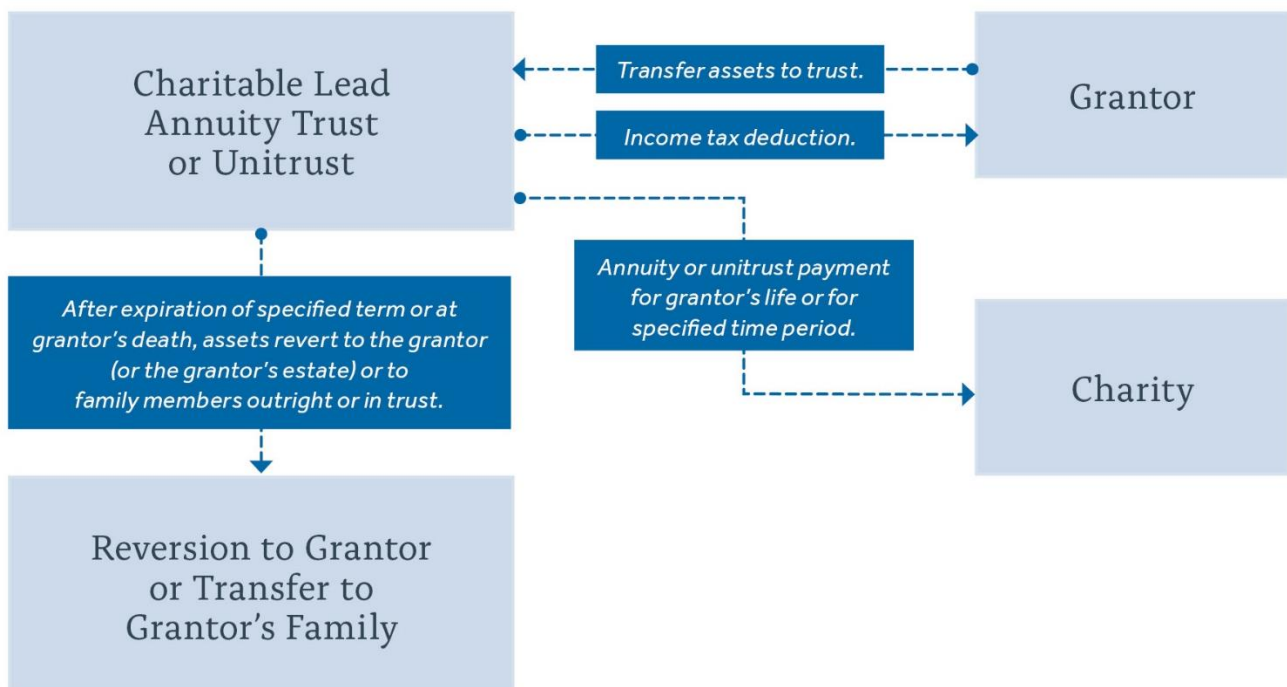 Charitable Lead
Annuity Trust
or Unitrust
Transfer assets to trust.
Income tax deduction.
Grantor
Annuity or unitrust payment
for grantor's life or for
specified time period.
After expiration of specified term or at
grantor's death, assets revert to the grantor
(or the grantor's estate) or to
family members outright or in trust.
Charity
Reversion to Grantor
or Transfer to
Grantor’s Family